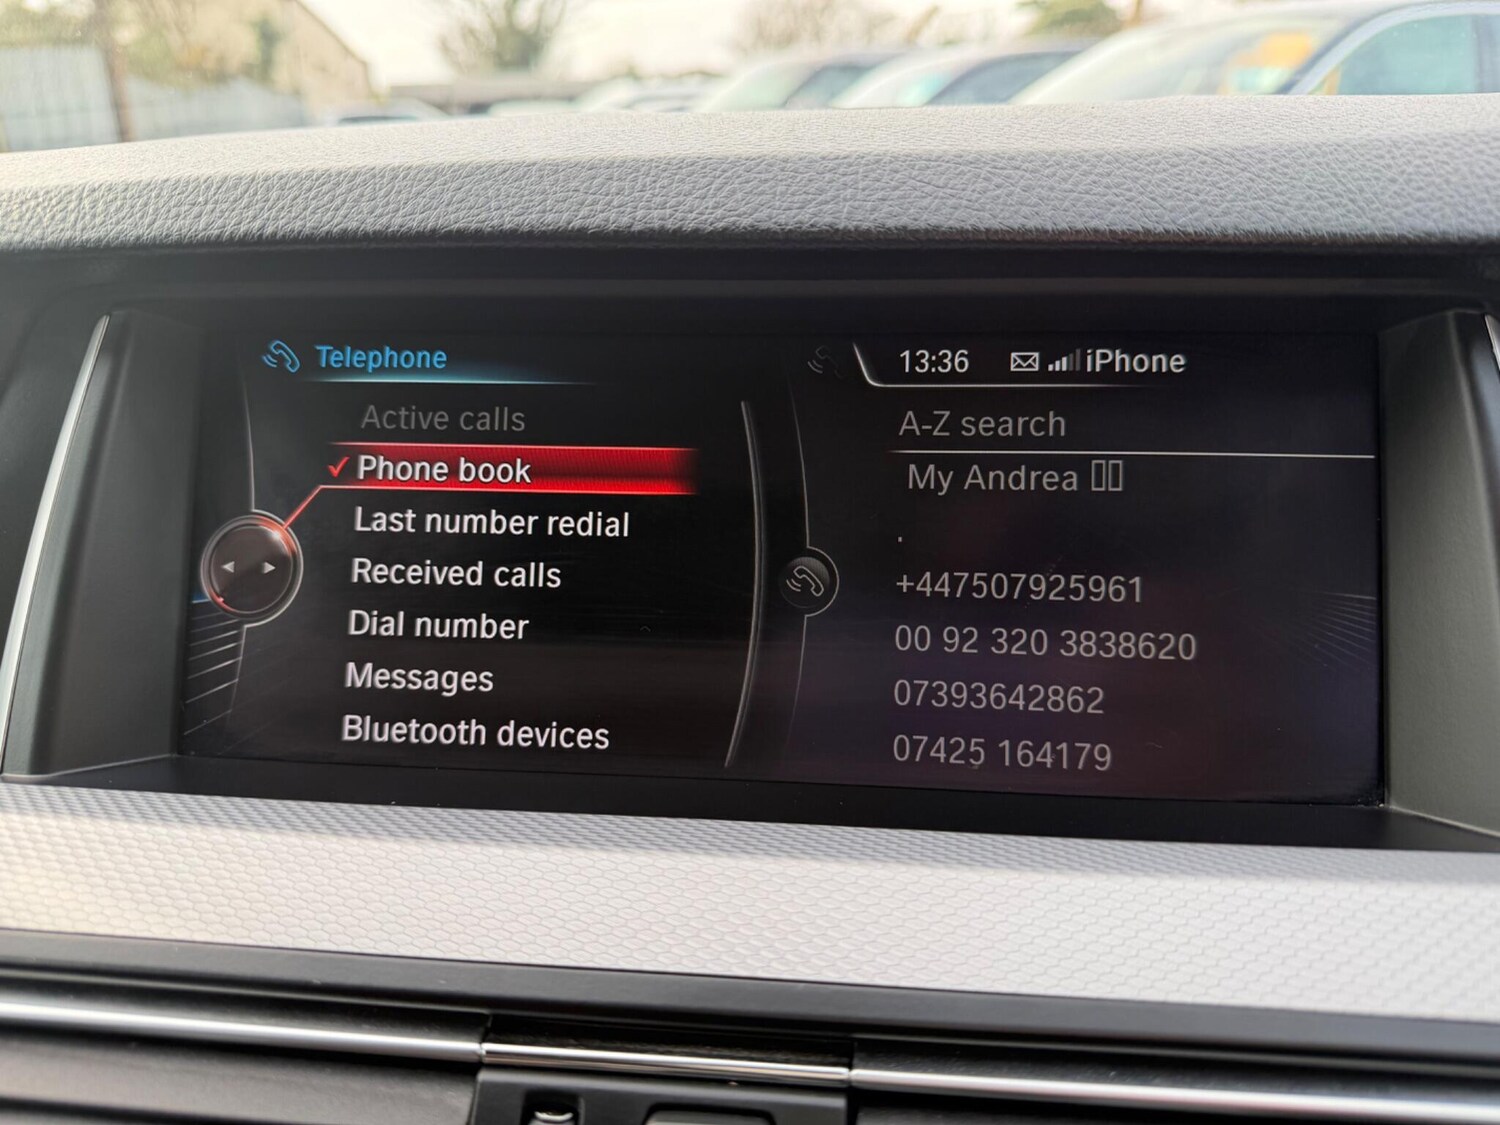 Telephone
Active calls
Phone book
Last number redial
Received calls
Dial number
Messages
Bluetooth devices
13:36 iPhone
A-Z search
My Andrea ▯▯
.
+447507925961
00 92 320 3838620
07393642862
07425 164179